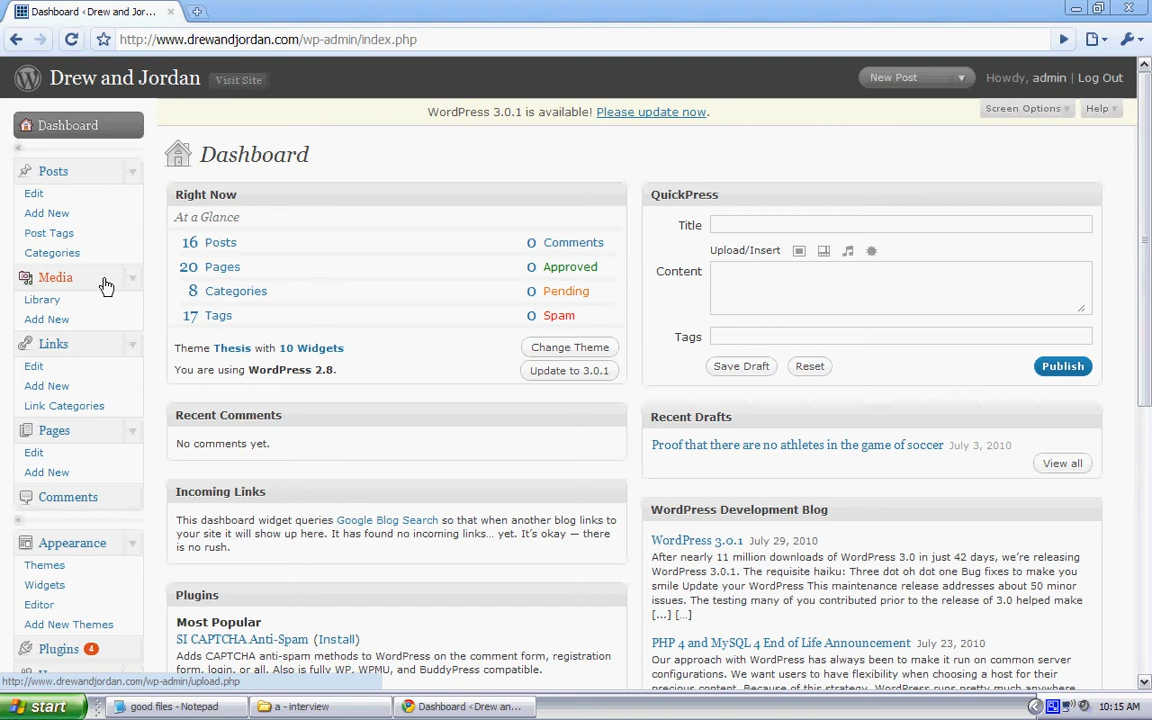 Dashboard ‹ Drew and Jor...
http://www.drewandjordan.com/wp-admin/index.php
Drew and Jordan
Visit Site
New Post
Howdy, admin | Log Out
WordPress 3.0.1 is available! Please update now.
Screen Options
Help
Dashboard
Posts
Edit
Add New
Post Tags
Categories
Media
Library
Add New
Links
Edit
Add New
Link Categories
Pages
Edit
Add New
Comments
Appearance
Themes
Widgets
Editor
Add New Themes
Plugins 4
Dashboard
Right Now
At a Glance
16 Posts
0 Comments
20 Pages
0 Approved
8 Categories
0 Pending
17 Tags
0 Spam
Theme Thesis with 10 Widgets
Change Theme
You are using WordPress 2.8.
Update to 3.0.1
Recent Comments
No comments yet.
Incoming Links
This dashboard widget queries Google Blog Search so that when another blog links to
your site it will show up here. It has found no incoming links... yet. It's okay — there
is no rush.
Plugins
Most Popular
SI CAPTCHA Anti-Spam (Install)
Adds CAPTCHA anti-spam methods to WordPress on the comment form, registration
form, login, or all. Also is fully WP, WPMU, and BuddyPress compatible.
QuickPress
Title
Upload/Insert
Content
Tags
Save Draft
Reset
Publish
Recent Drafts
Proof that there are no athletes in the game of soccer July 3, 2010
View all
WordPress Development Blog
WordPress 3.0.1 July 29, 2010
After nearly 11 million downloads of WordPress 3.0 in just 42 days, we're releasing
WordPress 3.0.1. The requisite haiku: Three dot oh dot one Bug fixes to make you
smile Update your WordPress This maintenance release addresses about 50 minor
issues. The testing many of you contributed prior to the release of 3.0 helped make
[...] [...]
PHP 4 and MySQL 4 End of Life Announcement July 23, 2010
Our approach with WordPress has always been to make it run on common server
configurations. We want users to have flexibility when choosing a host for their
precious content. Because of this strategy, WordPress runs pretty much anywhere.
http://www.drewandjordan.com/wp-admin/upload.php
start
good files - Notepad
a - interview
Dashboard ‹ Drew an...
10:15 AM